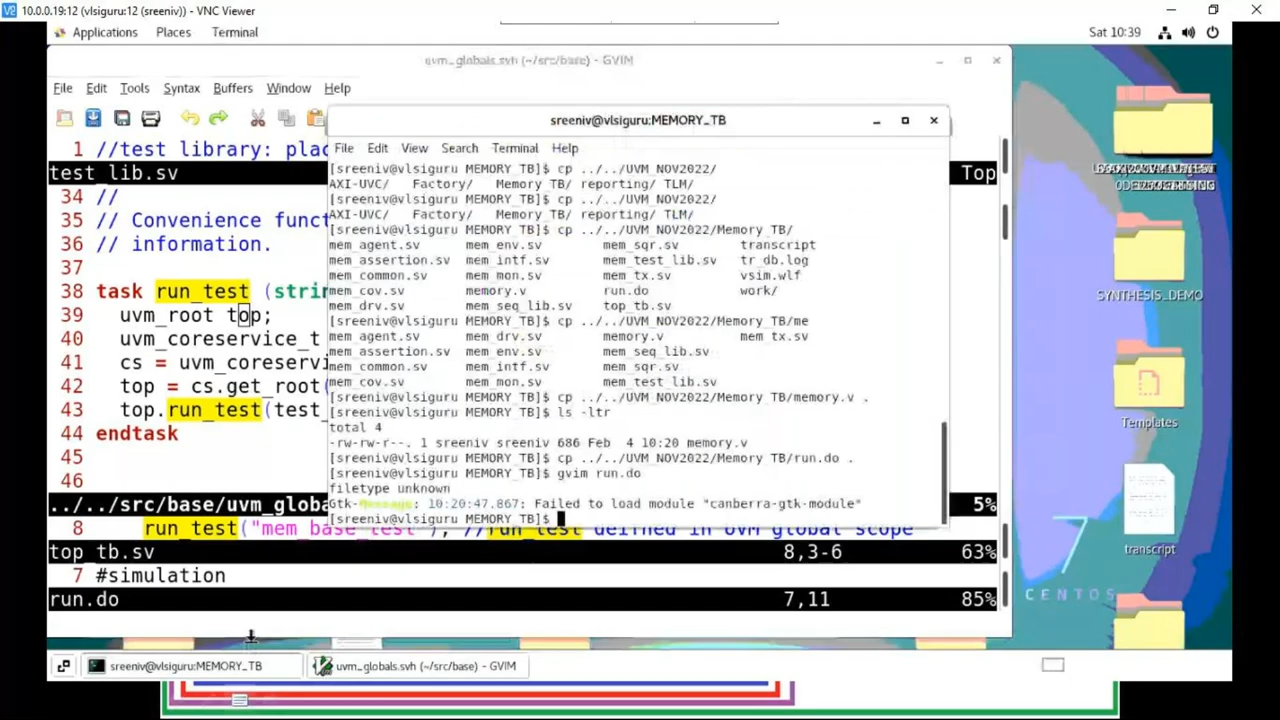 10.0.0.19:12 (vlsiguru:12 (sreeniv)) - VNC Viewer
Applications Places Terminal
Sat 10:39
uvm_globals.svh (~/src/base) - GVIM
File Edit Tools Syntax Buffers Window Help
1 //test library: pla
test_lib.sv Top
34 //
35 // Convenience funct
36 // information.
37
38 task run_test (strin
39 uvm_root top;
40 uvm_coreservice_t
41 cs = uvm_coreservi
42 top = cs.get_root(
43 top.run_test(test_
44 endtask
45
46
../../src/base/uvm_globa 5%
8 run_test("mem_base_test"); //run_test defined in uvm global scope
top_tb.sv 8,3-6 63%
7 #simulation
run.do 7,11 85%
sreeniv@vlsiguru:MEMORY_TB
File Edit View Search Terminal Help
[sreeniv@vlsiguru MEMORY_TB]$ cp ../../UVM_NOV2022/
AXI-UVC/ Factory/ Memory_TB/ reporting/ TLM/
[sreeniv@vlsiguru MEMORY_TB]$ cp ../../UVM_NOV2022/
AXI-UVC/ Factory/ Memory_TB/ reporting/ TLM/
[sreeniv@vlsiguru MEMORY_TB]$ cp ../../UVM_NOV2022/Memory_TB/
mem_agent.sv mem_env.sv mem_sqr.sv transcript
mem_assertion.sv mem_intf.sv mem_test_lib.sv tr_db.log
mem_common.sv mem_mon.sv mem_tx.sv vsim.wlf
mem_cov.sv memory.v run.do work/
mem_drv.sv mem_seq_lib.sv top_tb.sv
[sreeniv@vlsiguru MEMORY_TB]$ cp ../../UVM_NOV2022/Memory_TB/me
mem_agent.sv mem_drv.sv memory.v mem_tx.sv
mem_assertion.sv mem_env.sv mem_seq_lib.sv
mem_common.sv mem_intf.sv mem_sqr.sv
mem_cov.sv mem_mon.sv mem_test_lib.sv
[sreeniv@vlsiguru MEMORY_TB]$ cp ../../UVM_NOV2022/Memory_TB/memory.v .
[sreeniv@vlsiguru MEMORY_TB]$ ls -ltr
total 4
-rw-rw-r--. 1 sreeniv sreeniv 686 Feb 4 10:20 memory.v
[sreeniv@vlsiguru MEMORY_TB]$ cp ../../UVM_NOV2022/Memory_TB/run.do .
[sreeniv@vlsiguru MEMORY_TB]$ gvim run.do
filetype unknown
Gtk-Message: 10:20:47.867: Failed to load module "canberra-gtk-module"
[sreeniv@vlsiguru MEMORY_TB]$
SYNTHESIS_DEMO
Templates
transcript
7
CENTOS
sreeniv@vlsiguru:MEMORY_TB
uvm_globals.svh (~/src/base) - GVIM